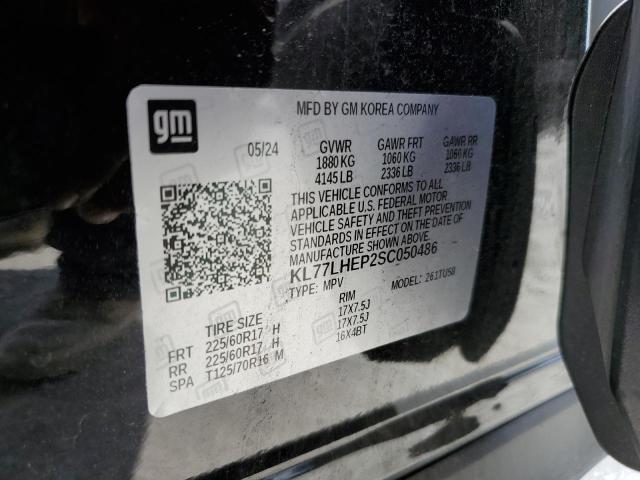 gm
MFD BY GM KOREA COMPANY
05/24
GVWR GAWR FRT GAWR RR
1880 KG 1060 KG 1060 KG
4145 LB 2336 LB 2336 LB
THIS VEHICLE CONFORMS TO ALL
APPLICABLE U.S. FEDERAL MOTOR
VEHICLE SAFETY AND THEFT PREVENTION
STANDARDS IN EFFECT ON THE DATE OF
MANUFACTURE SHOWN ABOVE.
KL77LHEP2SC050486
TYPE: MPV MODEL: 261TU58
TIRE SIZE RIM
FRT 225/60R17 H 17X7.5J
RR 225/60R17 H 17X7.5J
SPA T125/70R16 M 16X4BT